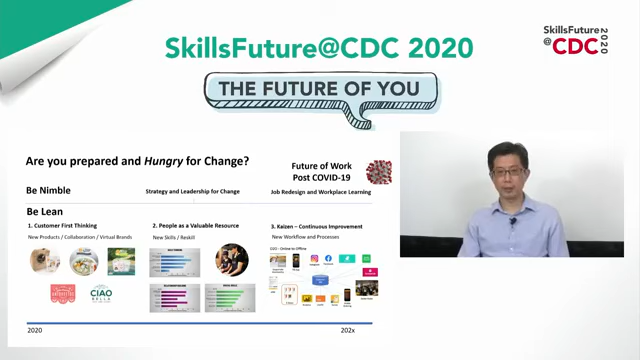 SkillsFuture@CDC 2020
SkillsFuture
@CDC
2020
THE FUTURE OF YOU
Are you prepared and Hungry for Change?
Future of Work
Post COVID-19
Be Nimble
Strategy and Leadership for Change
Job Redesign and Workplace Learning
Be Lean
1. Customer First Thinking
2. People as a Valuable Resource
3. Kaizen – Continuous Improvement
New Products / Collaboration / Virtual Brands
New Skills / Reskill
New Workflow and Processes
O2O - Online to Offline
CIAO
BELLA
2020
202x